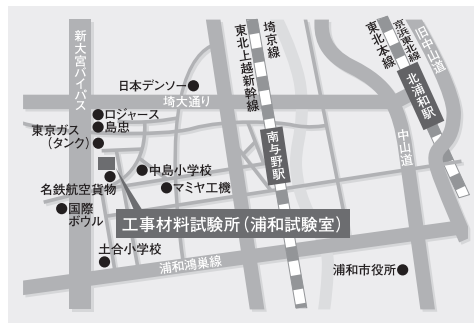 新大宮バイパス
日本デンソー
埼大通り
東北上越新幹線
埼京線
東北本線
京浜東北線
旧中山道
北浦和駅
ロジャース
島忠
東京ガス
(タンク)
南与野駅
中山道
中島小学校
マミヤ工機
名鉄航空貨物
国際
ボウル
工事材料試験所(浦和試験室)
土合小学校
浦和鴻巣線
浦和市役所